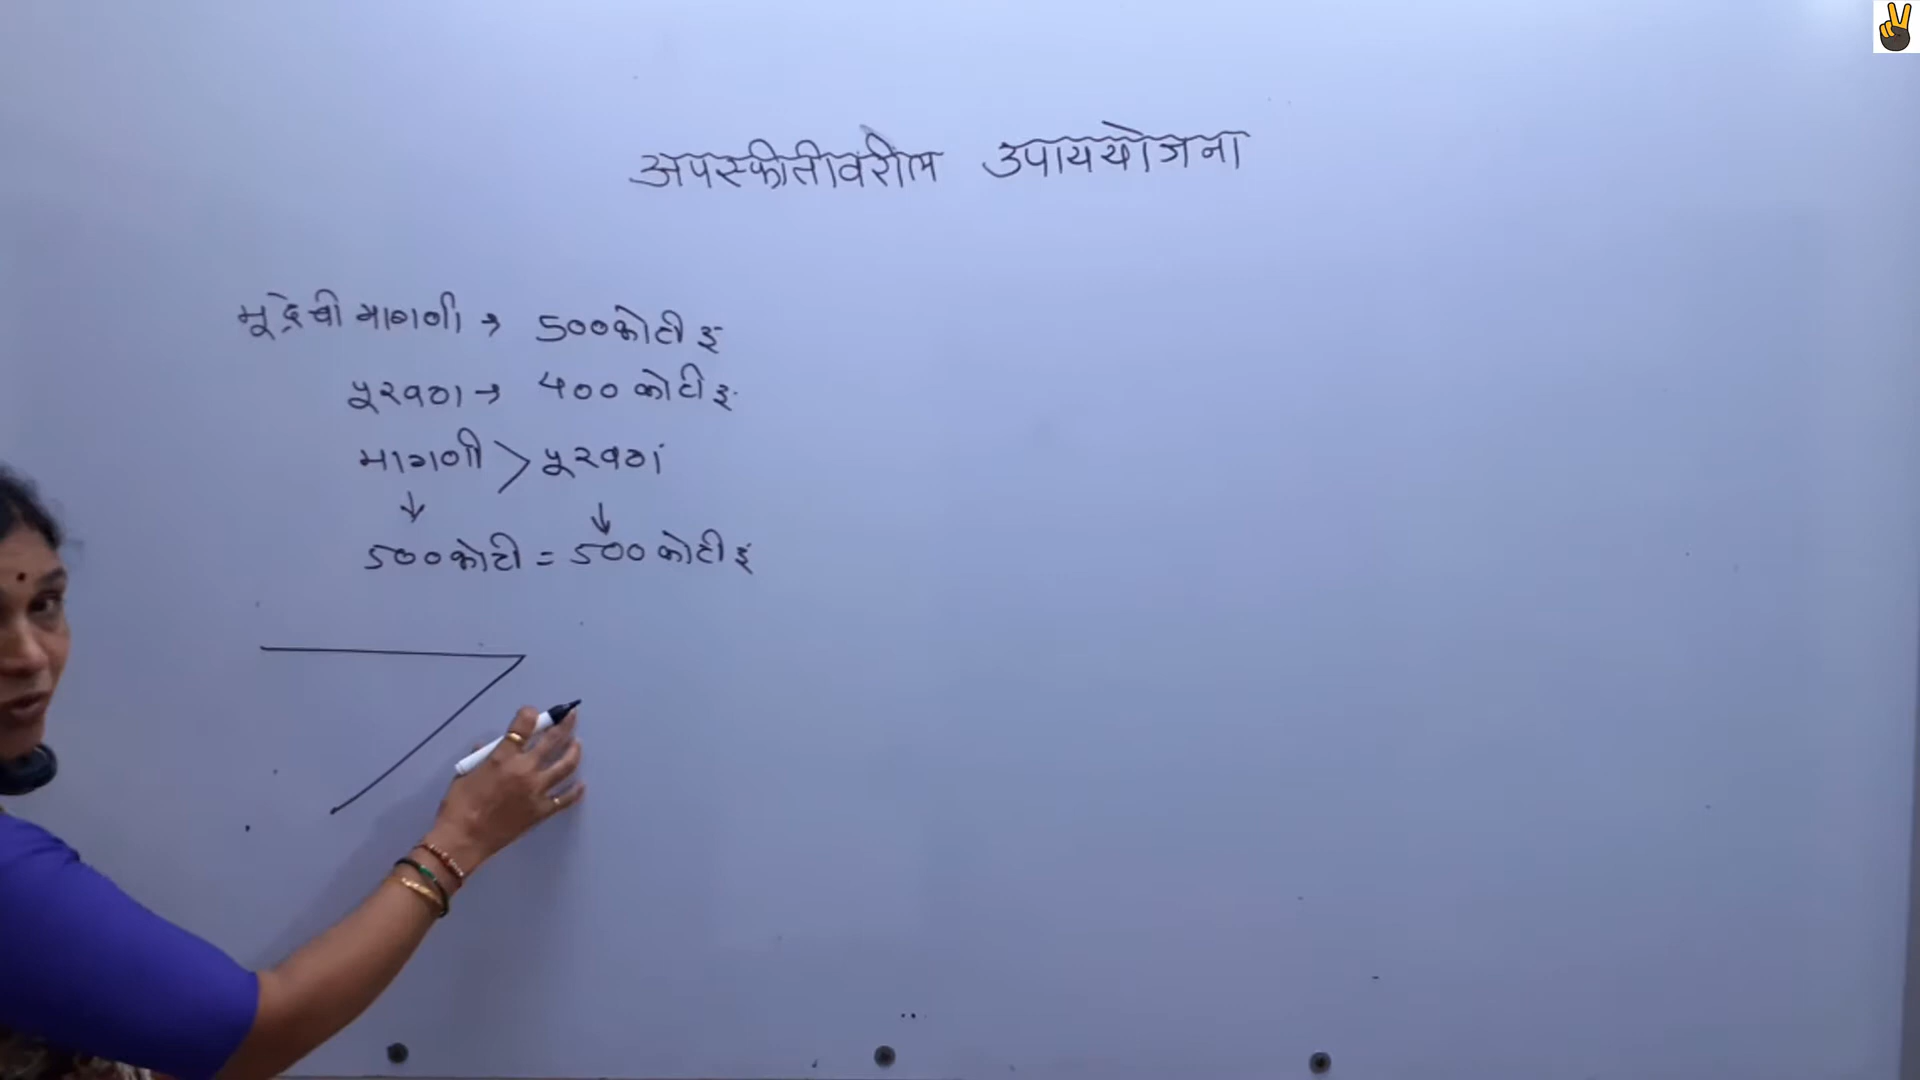 अपस्फीतीवरील उपाययोजना
मूद्रेची मागणी → 500 कोटी रु
पूरवठा → 400 कोटी रु.
मागणी > पूरवठा
↓ ↓
500 कोटी = 500 कोटी रु